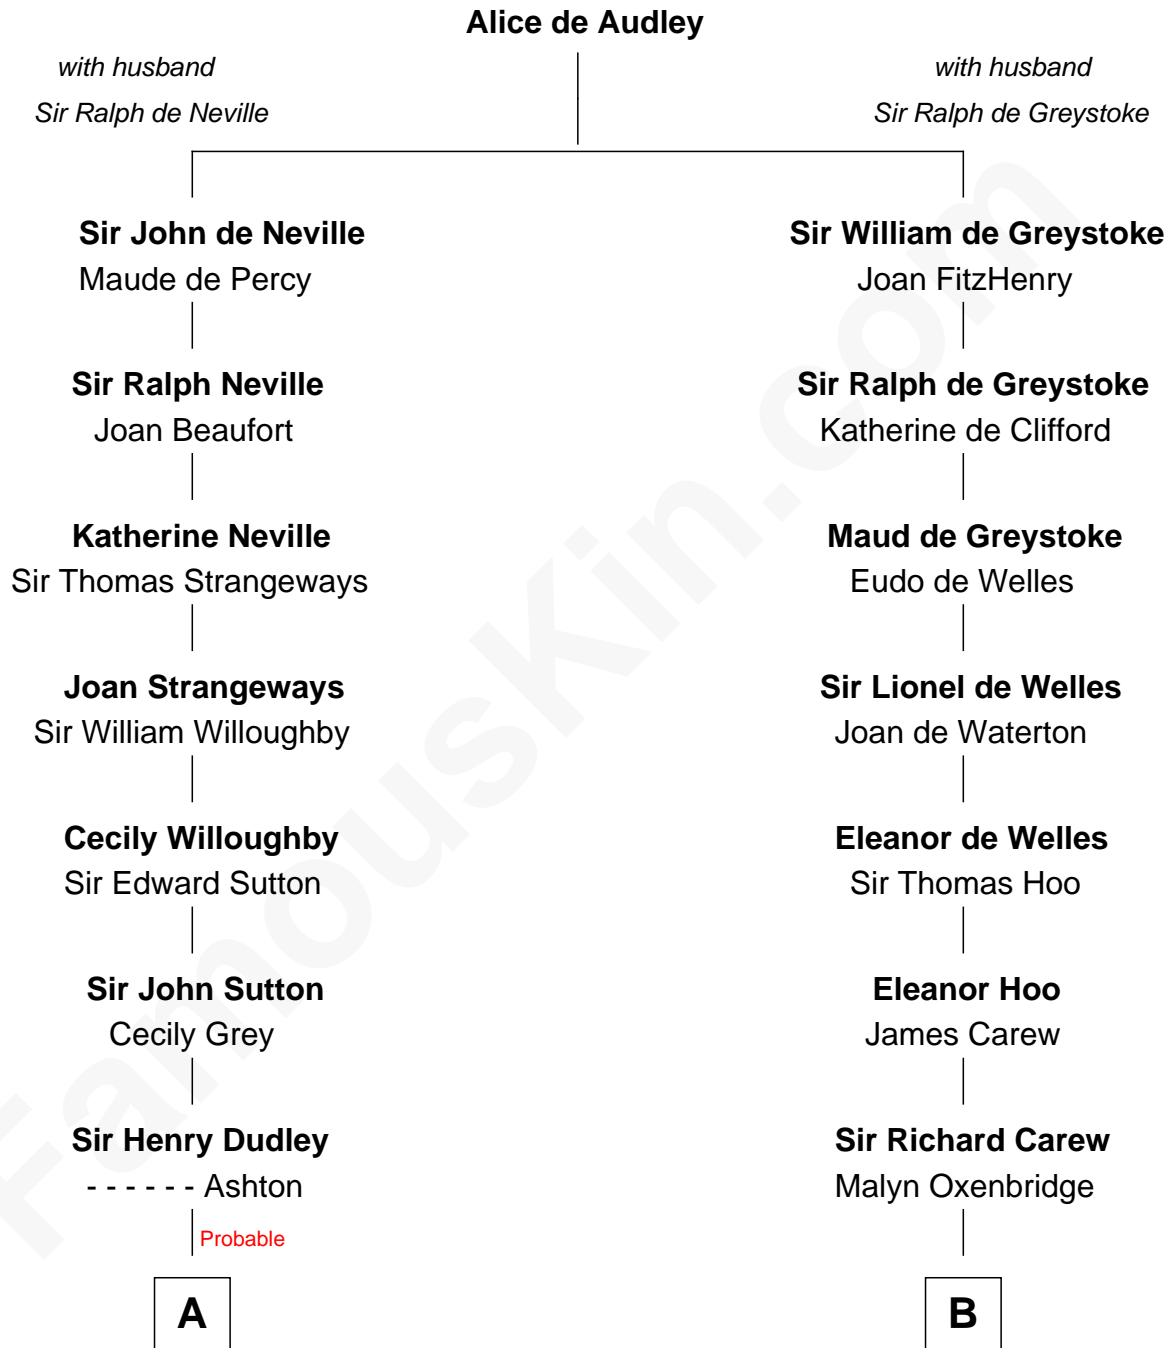 Alice de Audley
with husband
Sir Ralph de Neville
with husband
Sir Ralph de Greystoke
Sir John de Neville
Maude de Percy
Sir William de Greystoke
Joan FitzHenry
Sir Ralph Neville
Joan Beaufort
Sir Ralph de Greystoke
Katherine de Clifford
Katherine Neville
Sir Thomas Strangeways
Maud de Greystoke
Eudo de Welles
Joan Strangeways
Sir William Willoughby
Sir Lionel de Welles
Joan de Waterton
Cecily Willoughby
Sir Edward Sutton
Eleanor de Welles
Sir Thomas Hoo
Sir John Sutton
Cecily Grey
Eleanor Hoo
James Carew
Sir Henry Dudley
- - - - - - Ashton
Sir Richard Carew
Malyn Oxenbridge
Probable
A
B
FamousKin.com